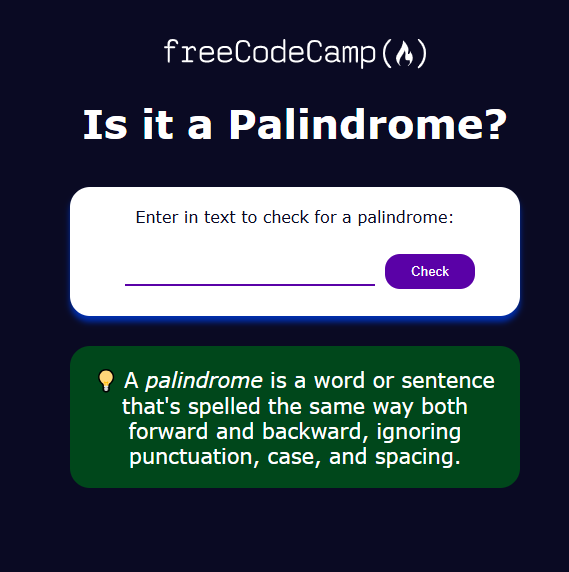 freeCodeCamp(🔥)
Is it a Palindrome?
Enter in text to check for a palindrome:
Check
💡 A palindrome is a word or sentence
that's spelled the same way both
forward and backward, ignoring
punctuation, case, and spacing.